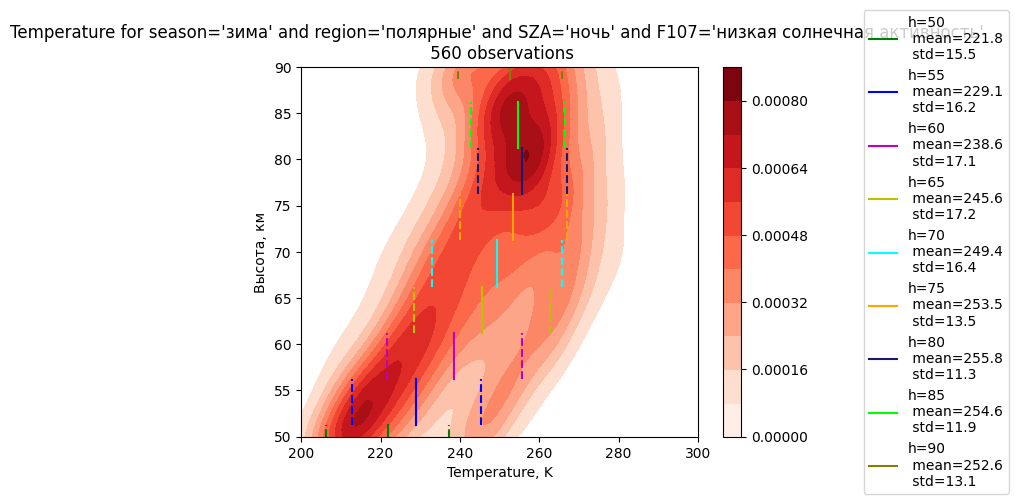 Temperature for season='зима' and region='полярные' and SZA='ночь' and F107='низкая солнечная активность'
560 observations
90
85
80
75
70
65
60
55
50
Высота, км
200
220
240
260
280
300
Temperature, K
0.00080
0.00064
0.00048
0.00032
0.00016
0.00000
h=50
mean=221.8
std=15.5
h=55
mean=229.1
std=16.2
h=60
mean=238.6
std=17.1
h=65
mean=245.6
std=17.2
h=70
mean=249.4
std=16.4
h=75
mean=253.5
std=13.5
h=80
mean=255.8
std=11.3
h=85
mean=254.6
std=11.9
h=90
mean=252.6
std=13.1